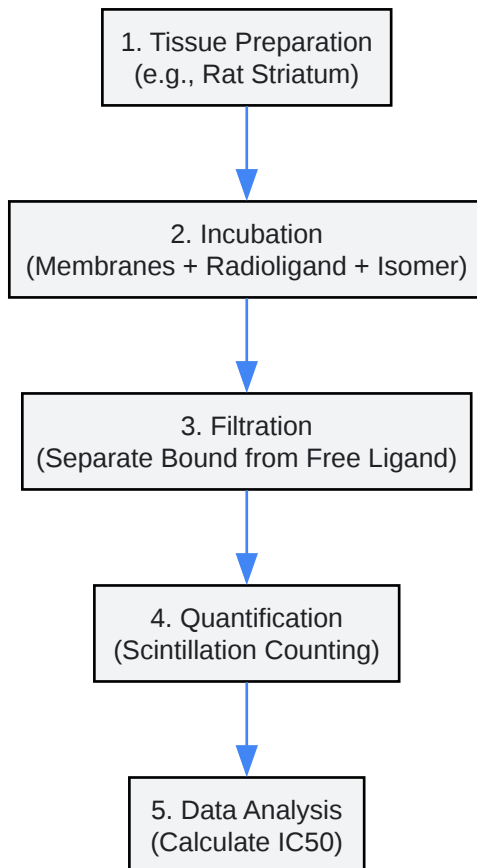 1. Tissue Preparation
(e.g., Rat Striatum)
2. Incubation
(Membranes + Radioligand + Isomer)
3. Filtration
(Separate Bound from Free Ligand)
4. Quantification
(Scintillation Counting)
5. Data Analysis
(Calculate IC50)